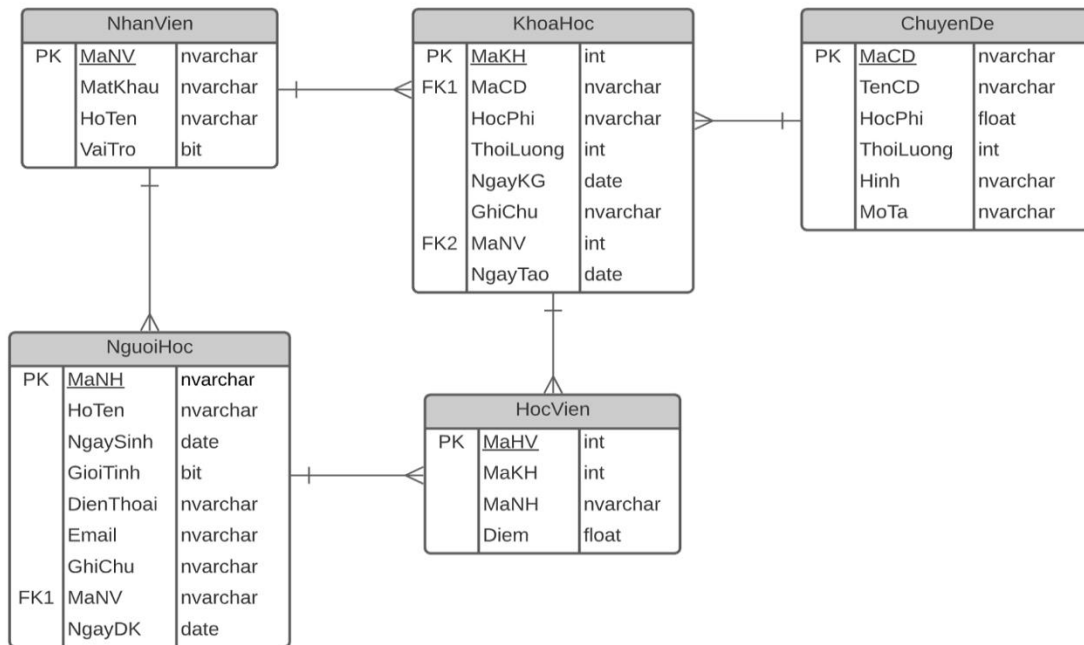 NhanVien
PK MaNV nvarchar
MatKhau nvarchar
HoTen nvarchar
VaiTro bit
KhoaHoc
PK MaKH int
FK1 MaCD nvarchar
HocPhi nvarchar
ThoiLuong int
NgayKG date
GhiChu nvarchar
FK2 MaNV int
NgayTao date
ChuyenDe
PK MaCD nvarchar
TenCD nvarchar
HocPhi float
ThoiLuong int
Hinh nvarchar
MoTa nvarchar
NguoiHoc
PK MaNH nvarchar
HoTen nvarchar
NgaySinh date
GioiTinh bit
DienThoai nvarchar
Email nvarchar
GhiChu nvarchar
FK1 MaNV nvarchar
NgayDK date
HocVien
PK MaHV int
MaKH int
MaNH nvarchar
Diem float